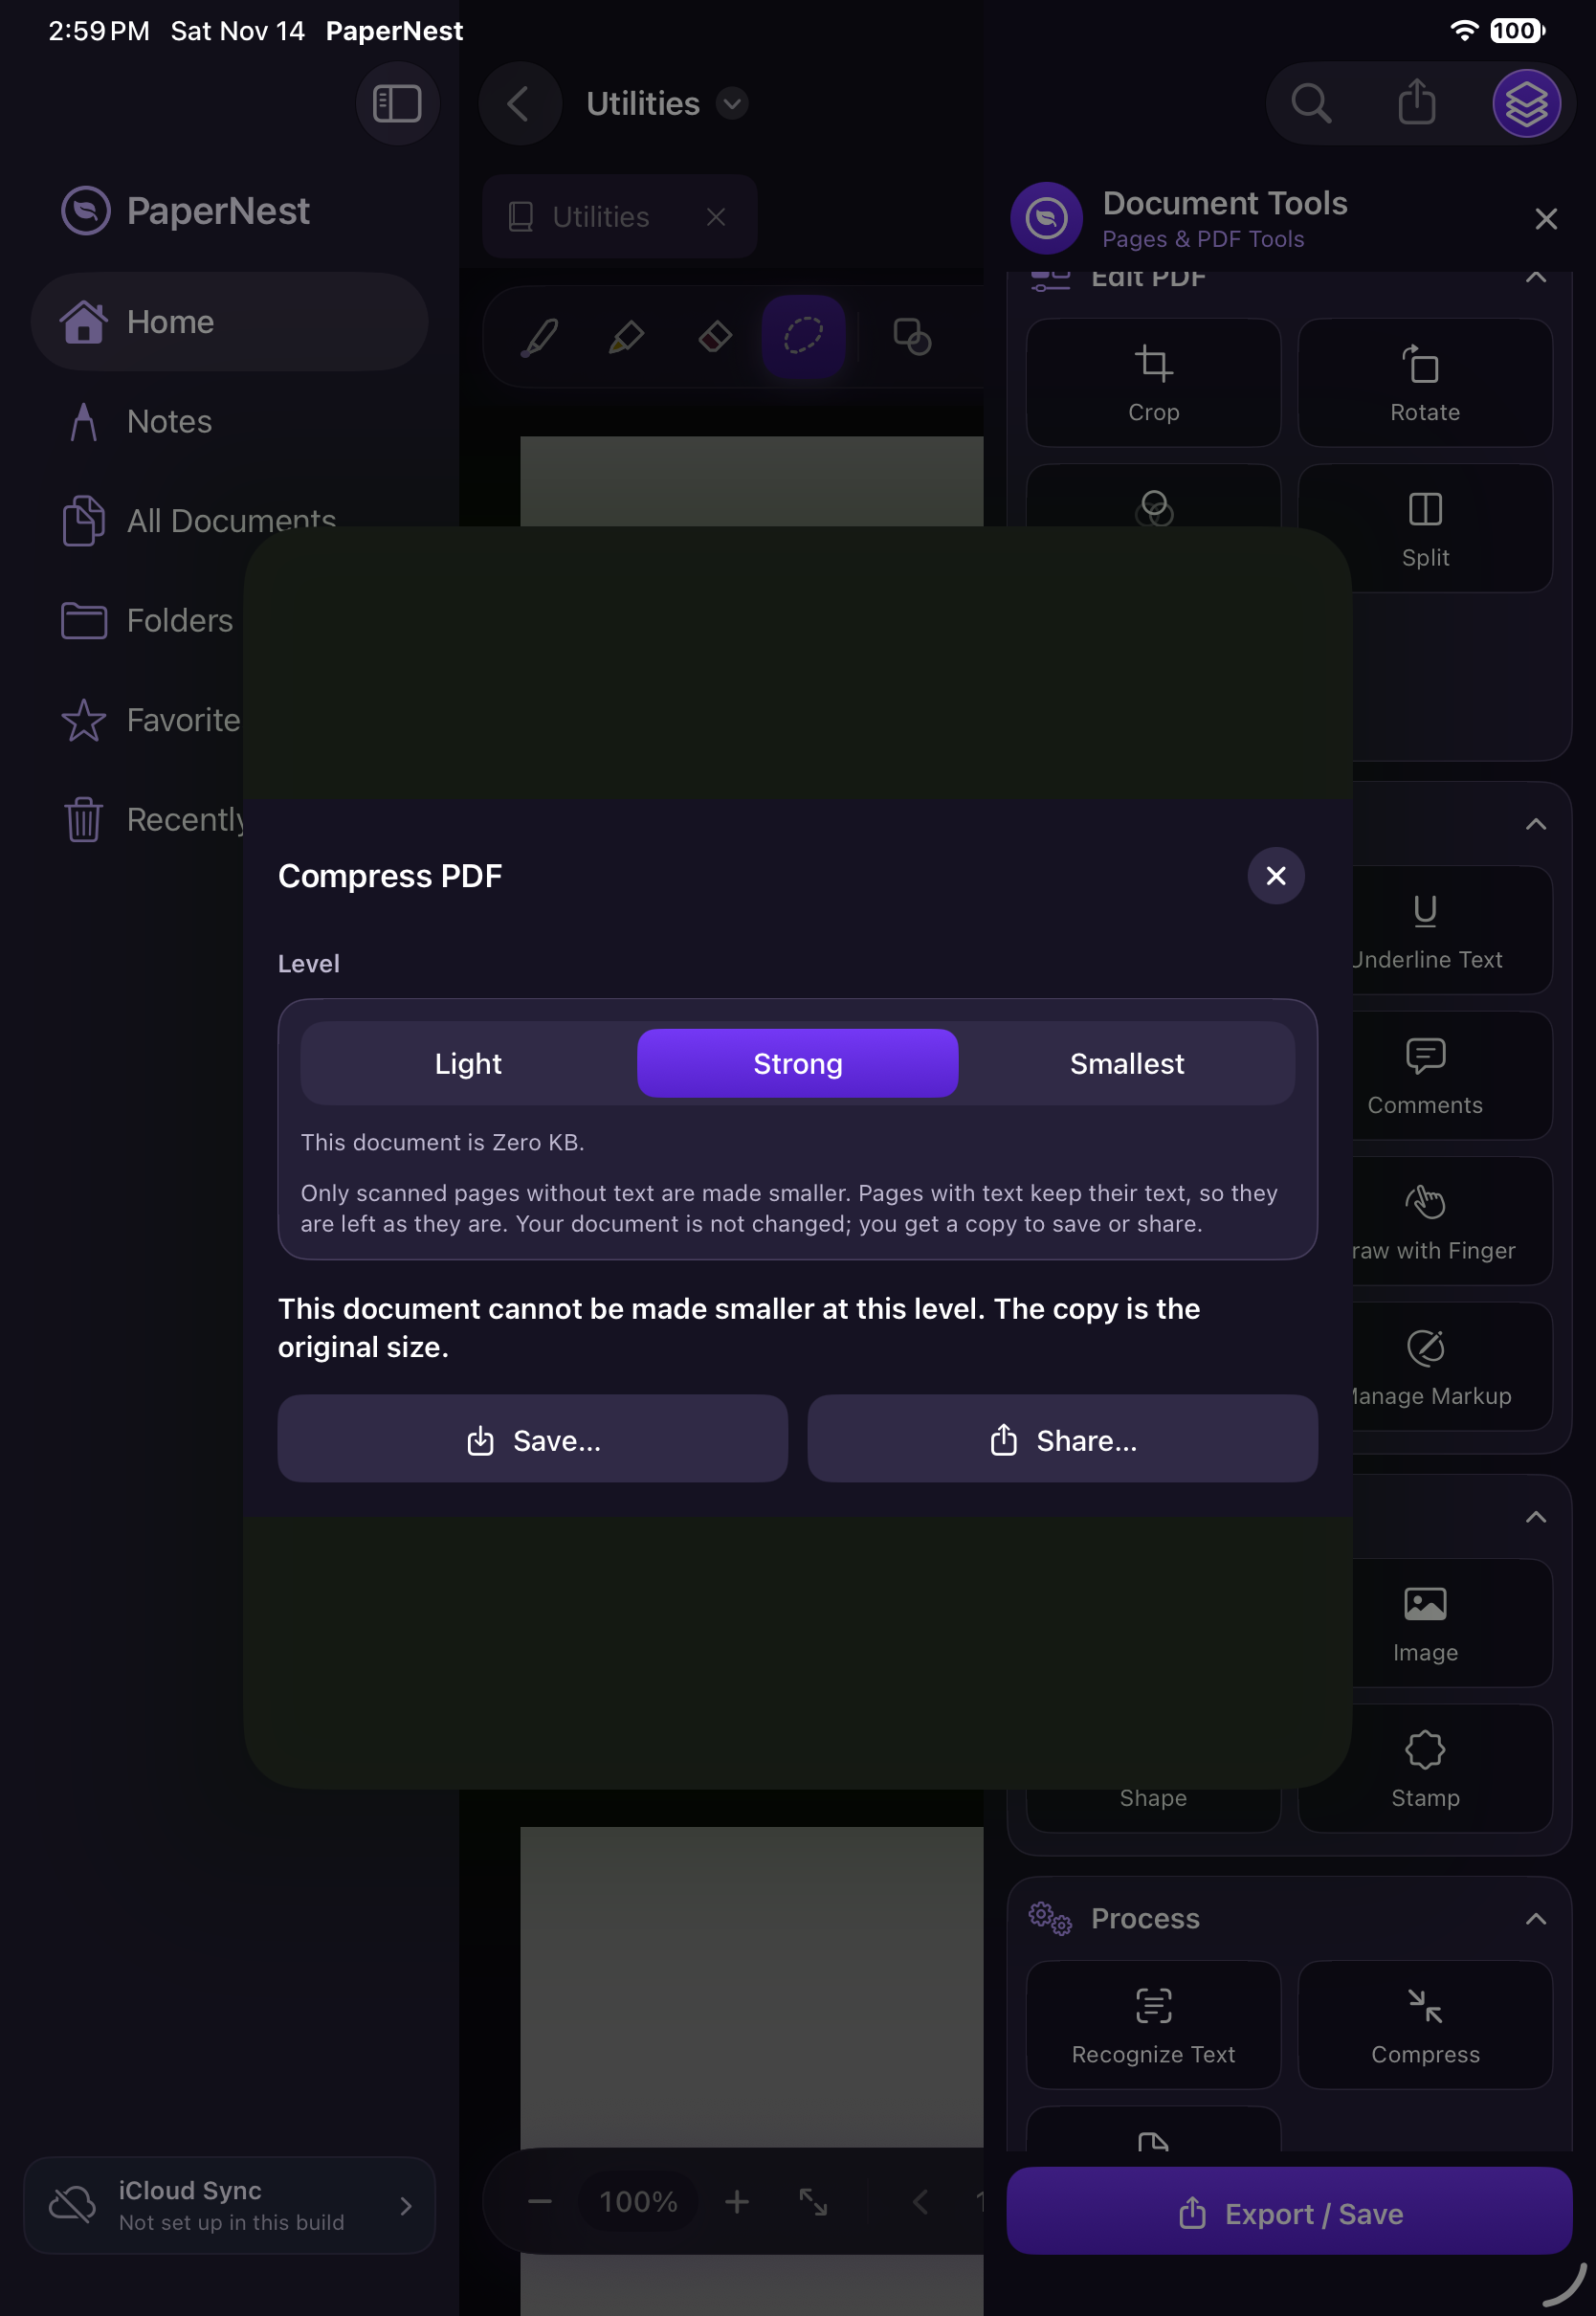 2:59 PM Sat Nov 14 PaperNest
100
Utilities
PaperNest
Utilities
Document Tools
Pages & PDF Tools
Home
Notes
All Documents
Folders
Favorite
Recently
Edit PDF
Crop
Rotate
Split
Compress PDF
Level
Light
Strong
Smallest
This document is Zero KB.
Only scanned pages without text are made smaller. Pages with text keep their text, so they
are left as they are. Your document is not changed; you get a copy to save or share.
This document cannot be made smaller at this level. The copy is the
original size.
Save...
Share...
Underline Text
Comments
raw with Finger
Manage Markup
Image
Shape
Stamp
Process
Recognize Text
Compress
iCloud Sync
Not set up in this build
100%
Export / Save